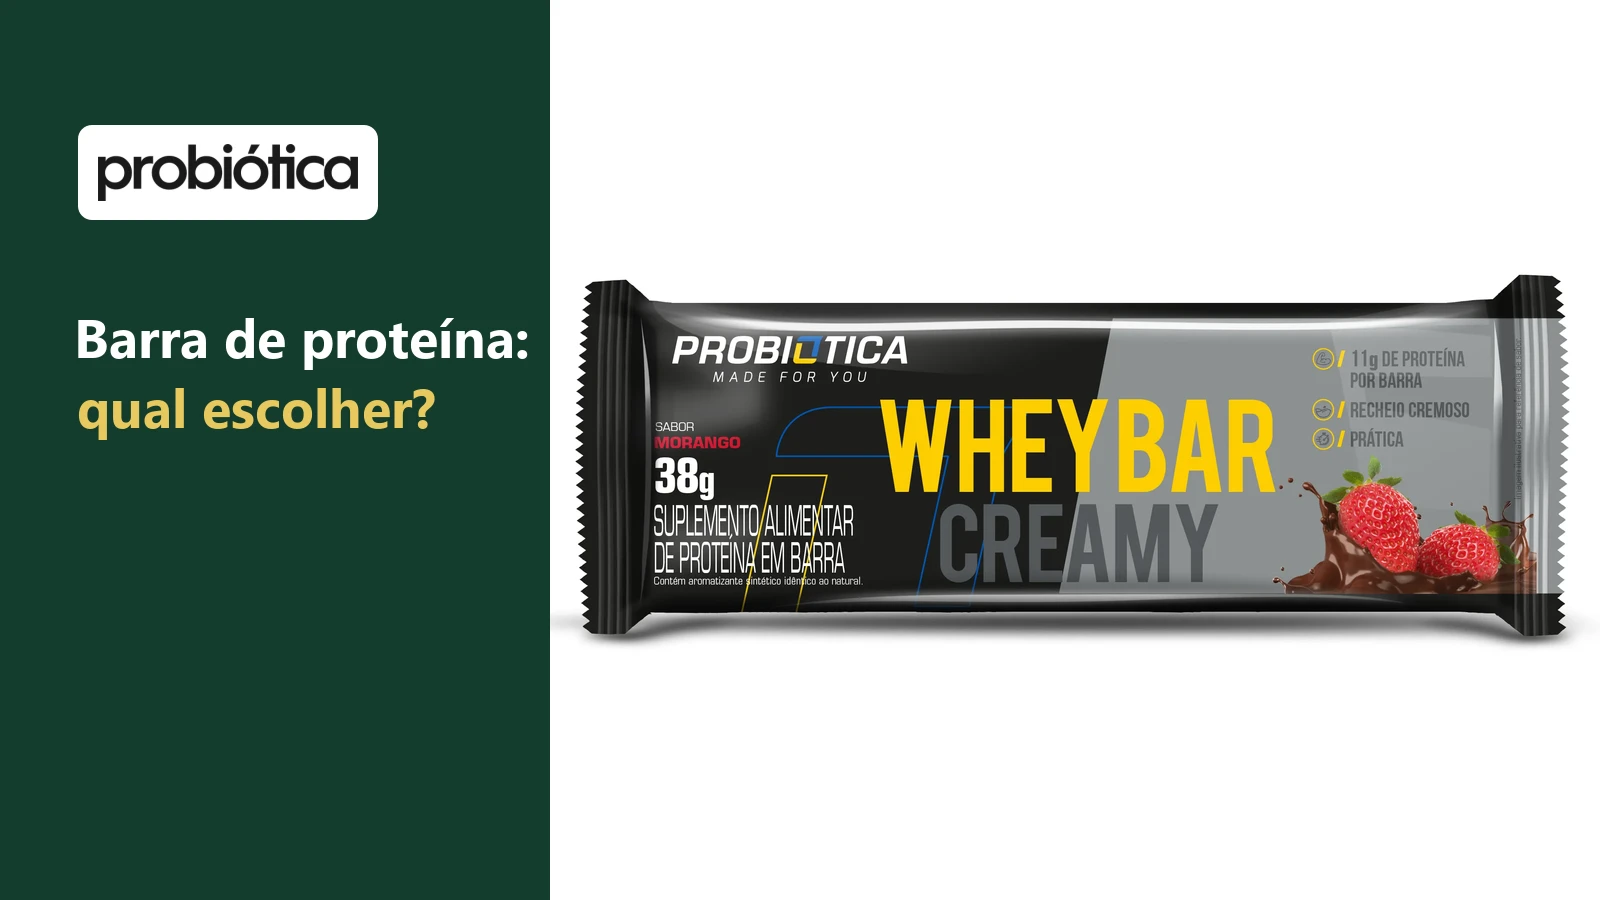 probiótica
Barra de proteína:
qual escolher?
PROBIOTICA
MADE FOR YOU
SABOR
MORANGO
38g
SUPLEMENTO ALIMENTAR
DE PROTEÍNA EM BARRA
Contém aromatizante sintético idêntico ao natural.
WHEYBAR
CREAMY
11g DE PROTEÍNA
POR BARRA
RECHEIO CREMOSO
PRÁTICA